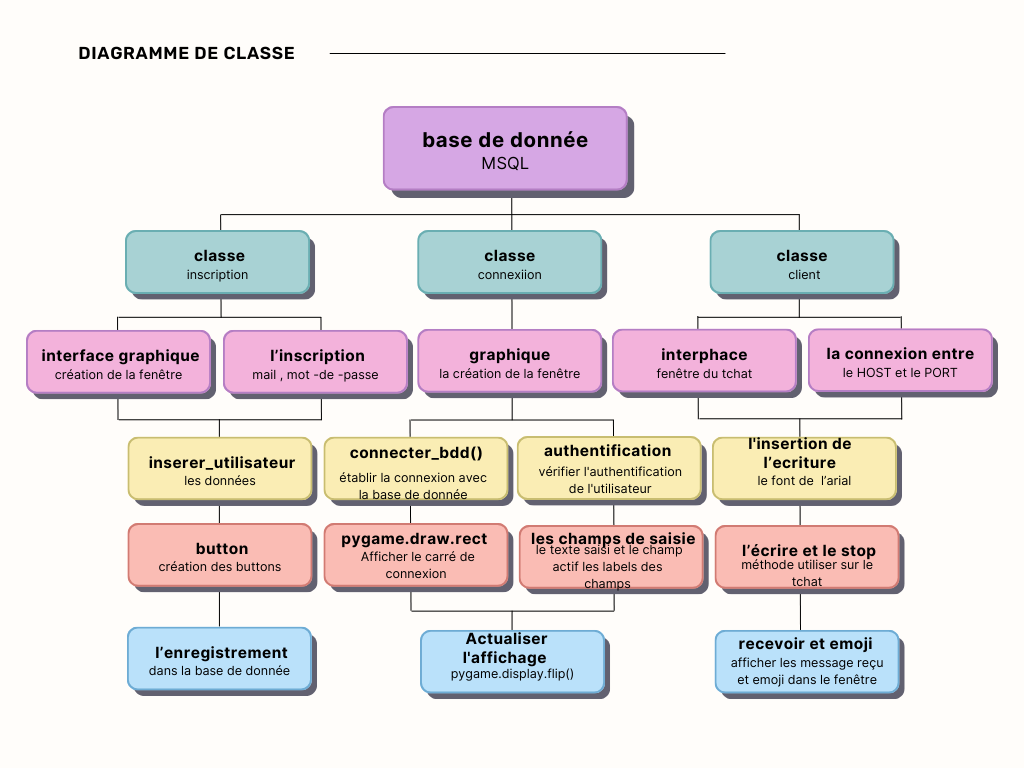 DIAGRAMME DE CLASSE
base de donnée
MSQL
classe
inscription
classe
connexiion
classe
client
interface graphique
création de la fenêtre
l’inscription
mail , mot -de -passe
graphique
la création de la fenêtre
interphace
fenêtre du tchat
la connexion entre
le HOST et le PORT
inserer_utilisateur
les données
connecter_bdd()
établir la connexion avec
la base de donnée
authentification
vérifier l'authentification
de l'utilisateur
l'insertion de
l’ecriture
le font de  l’arial
button
création des buttons
pygame.draw.rect
Afficher le carré de
connexion
les champs de saisie
le texte saisi et le champ
actif les labels des
champs
l’écrire et le stop
méthode utiliser sur le
tchat
l’enregistrement
dans la base de donnée
Actualiser
l'affichage
pygame.display.flip()
recevoir et emoji
afficher les message reçu
et emoji dans le fenêtre